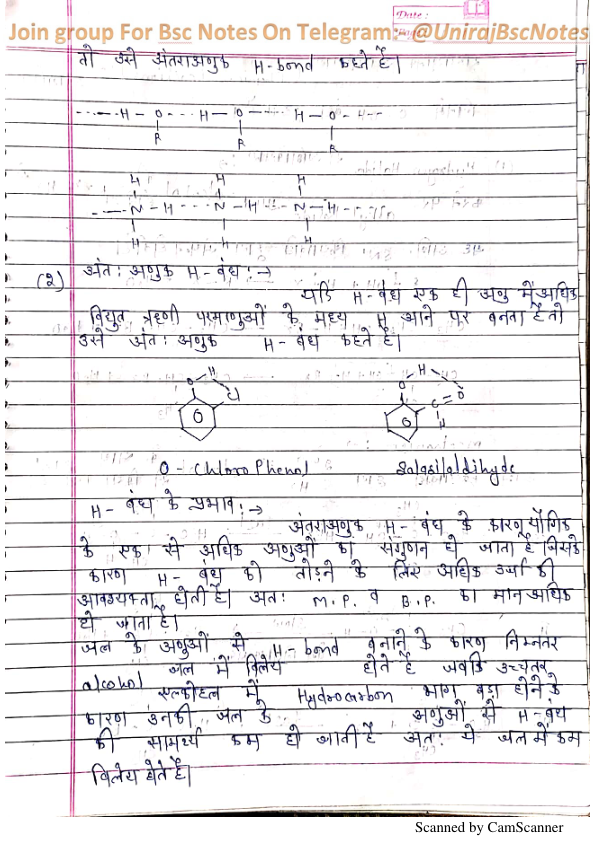 Date :
Join group For Bsc Notes On Telegram:- @UnirajBscNotes
तो उसे अंतराअणुक H-bond कहते हैं।
---- H - O ---- H - O ---- H - O - H --
R R R
H H H
---- N - H ---- N - H ---- N - H ----
H H H
(2) अंतः अणुक H - बंध :→
यदि H - बंध एक ही अणु में अधिक
विद्युत ऋणी परमाणुओं के मध्य H आने पर बनता है तो
उसे अंतः अणुक H - बंध कहते हैं।
O H Cl
O
O H
C = O
H
O
O - Chloro Phenol Salasilaldihyde
H - बंध के प्रभाव :→
अंतराअणुक H - बंध के कारण यौगिक
के एक से अधिक अणुओं का संगुणन हो जाता है जिसके
कारण H - बंध को तोड़ने के लिए अधिक उर्जा की
आवश्यकता होती है। अतः M.P. व B.P. का मान अधिक
हो जाता है।
जल के अणुओं से H-bond बनाने के कारण निम्नतर
alcohol जल में विलेय होते है जबकि उच्चतर
एल्कोहल में Hydrocarbon भाग बड़ा होने के
कारण उनकी जल के अणुओं से H-बंध
की सामर्थ्य कम हो जाती हैं अतः ये जल में कम
विलेय होते हैं।
Scanned by CamScanner